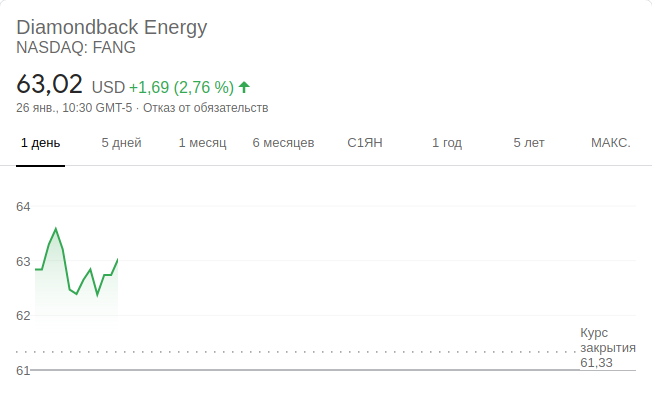 Diamondback Energy
NASDAQ: FANG
63,02 USD +1,69 (2,76 %)
26 янв., 10:30 GMT-5 · Отказ от обязательств
1 день 5 дней 1 месяц 6 месяцев С1ЯН 1 год 5 лет МАКС.
64
63
62
61
Курс
закрытия
61,33